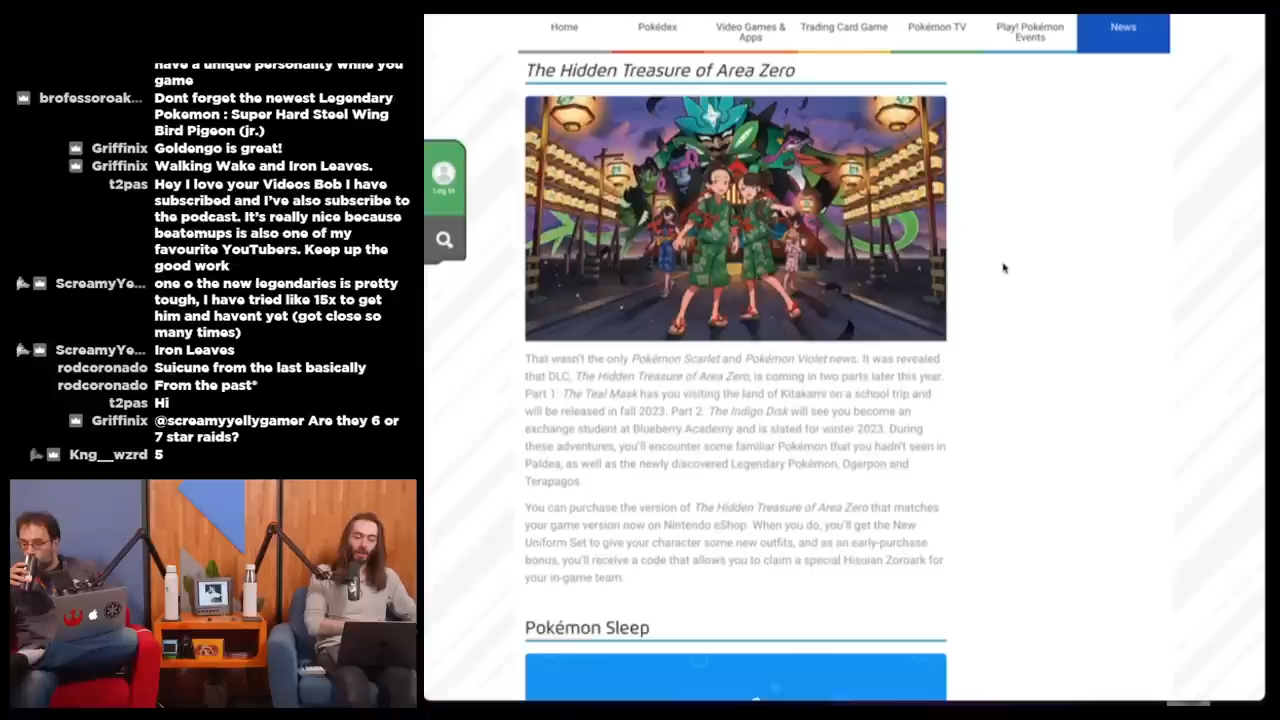 have a unique personality while you
game
brofessoroak... Dont forget the newest Legendary
Pokemon : Super Hard Steel Wing
Bird Pigeon (jr.)
Griffinix Goldengo is great!
Griffinix Walking Wake and Iron Leaves.
t2pas Hey I love your Videos Bob I have
subscribed and I've also subscribe to
the podcast. It's really nice because
beatemups is also one of my
favourite YouTubers. Keep up the
good work
ScreamyYe... one o the new legendaries is pretty
tough, I have tried like 15x to get
him and havent yet (got close so
many times)
ScreamyYe... Iron Leaves
rodcoronado Suicune from the last basically
rodcoronado From the past*
t2pas Hi
Griffinix @screamyyellygamer Are they 6 or
7 star raids?
Kng__wzrd 5
Home Pokédex Video Games & Apps Trading Card Game Pokémon TV Play! Pokémon Events News
Log In
The Hidden Treasure of Area Zero
That wasn't the only Pokémon Scarlet and Pokémon Violet news. It was revealed
that DLC, The Hidden Treasure of Area Zero, is coming in two parts later this year.
Part 1: The Teal Mask has you visiting the land of Kitakami on a school trip and
will be released in fall 2023. Part 2: The Indigo Disk will see you become an
exchange student at Blueberry Academy and is slated for winter 2023. During
these adventures, you'll encounter some familiar Pokémon that you hadn't seen in
Paldea, as well as the newly discovered Legendary Pokémon, Ogerpon and
Terapagos.
You can purchase the version of The Hidden Treasure of Area Zero that matches
your game version now on Nintendo eShop. When you do, you'll get the New
Uniform Set to give your character some new outfits, and as an early-purchase
bonus, you'll receive a code that allows you to claim a special Hisuian Zoroark for
your in-game team.
Pokémon Sleep